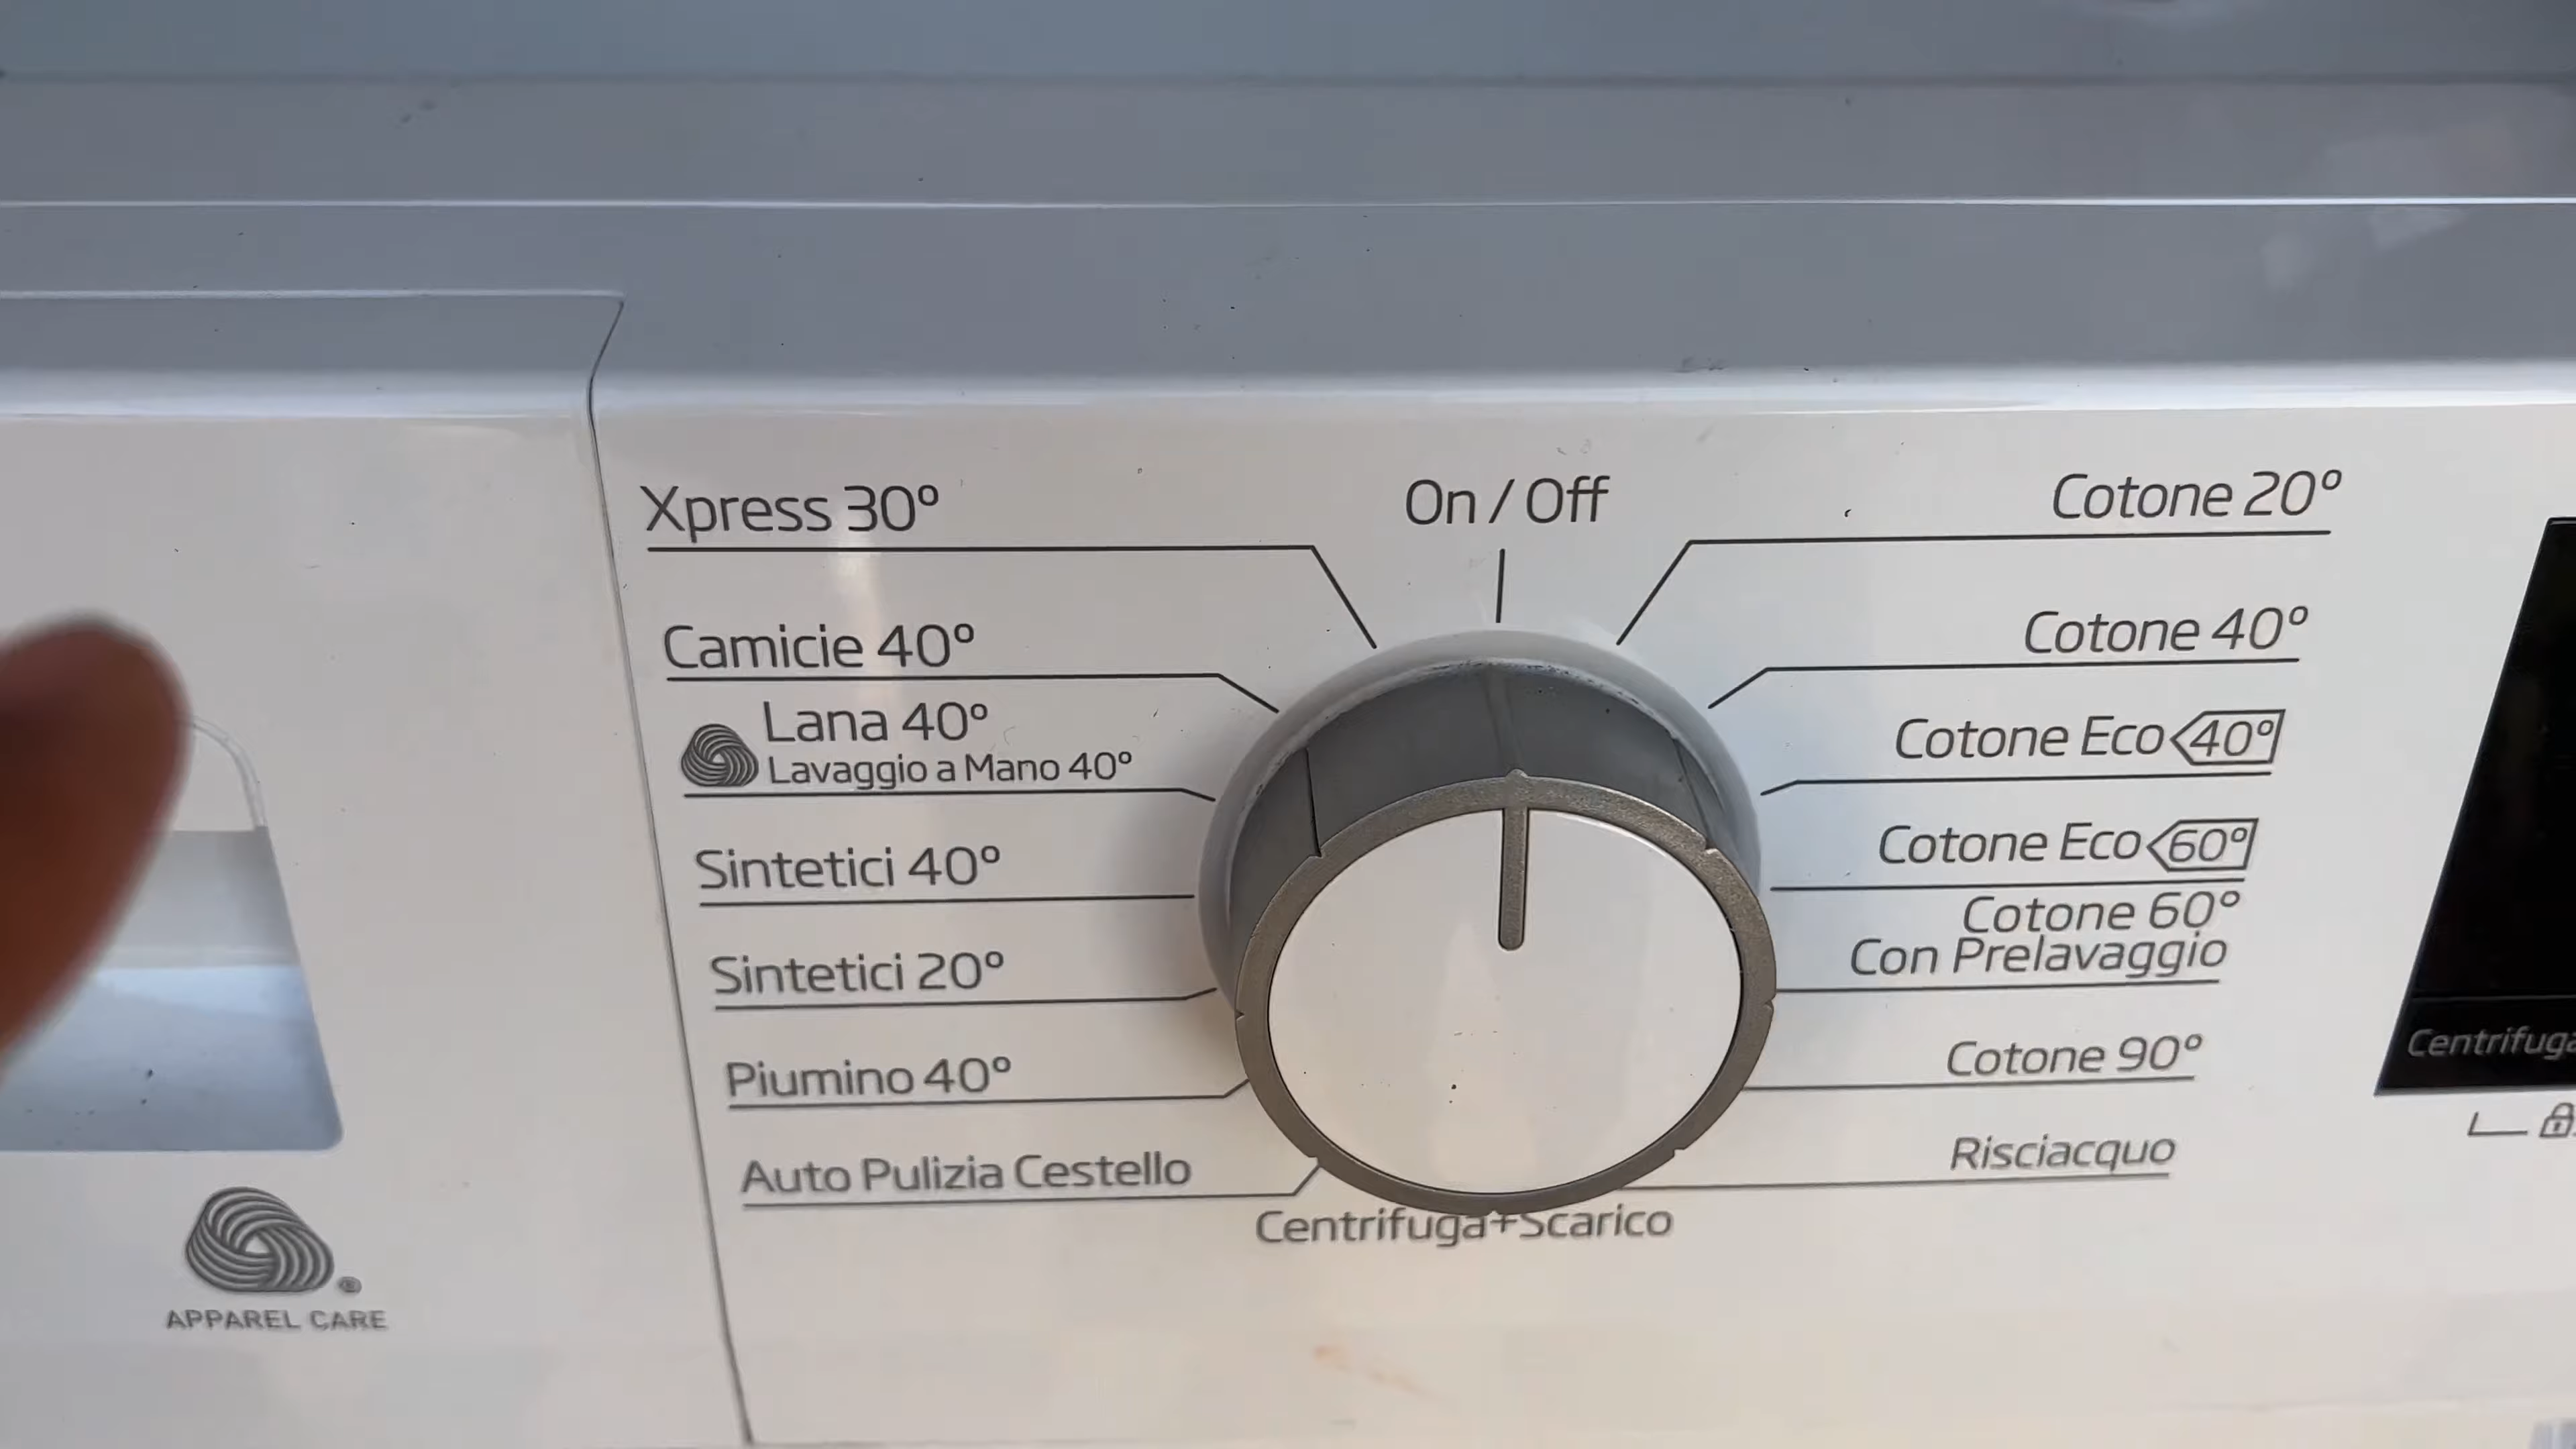 Xpress 30°
Camicie 40°
Lana 40°
Lavaggio a Mano 40°
Sintetici 40°
Sintetici 20°
Piumino 40°
Auto Pulizia Cestello
On / Off
Centrifuga+Scarico
Cotone 20°
Cotone 40°
Cotone Eco 40°
Cotone Eco 60°
Cotone 60°
Con Prelavaggio
Cotone 90°
Risciacquo
Centrifuga
APPAREL CARE